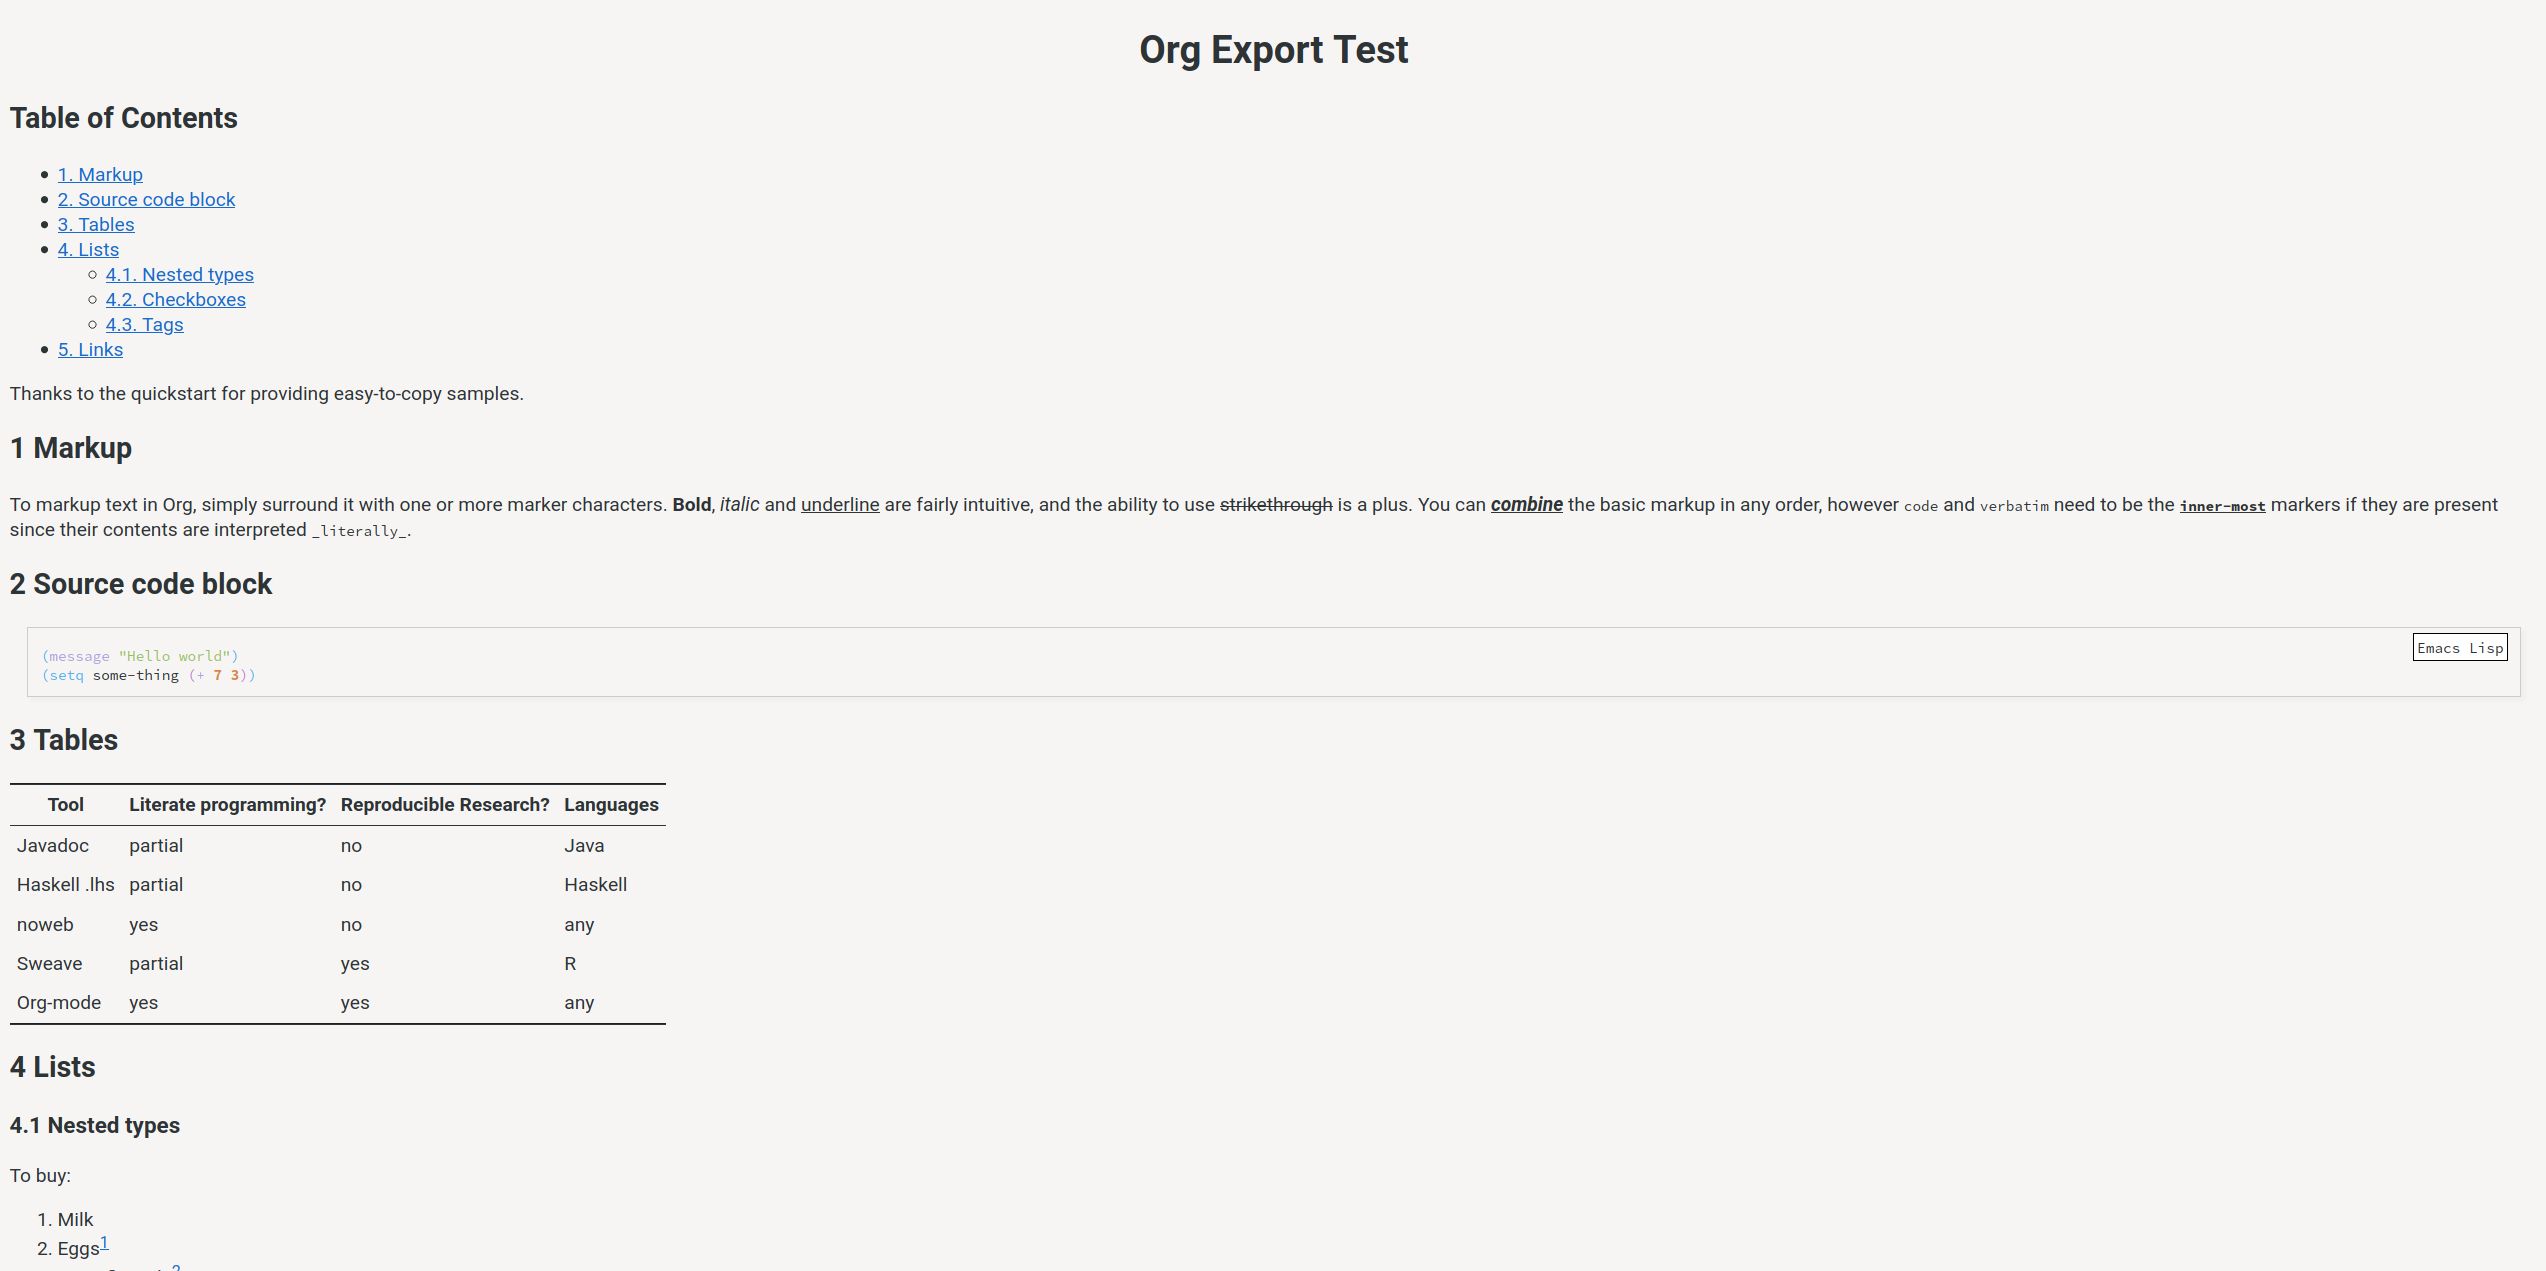 Org Export Test
Table of Contents
1. Markup
2. Source code block
3. Tables
4. Lists
4.1. Nested types
4.2. Checkboxes
4.3. Tags
5. Links
Thanks to the quickstart for providing easy-to-copy samples.
1 Markup
To markup text in Org, simply surround it with one or more marker characters. Bold, italic and underline are fairly intuitive, and the ability to use strikethrough is a plus. You can combine the basic markup in any order, however code and verbatim need to be the inner-most markers if they are present
since their contents are interpreted _literally_.
2 Source code block
Emacs Lisp
(message "Hello world")
(setq some-thing (+ 7 3))
3 Tables
Tool Literate programming? Reproducible Research? Languages
Javadoc partial no Java
Haskell .lhs partial no Haskell
noweb yes no any
Sweave partial yes R
Org-mode yes yes any
4 Lists
4.1 Nested types
To buy:
1. Milk
2. Eggs1
2